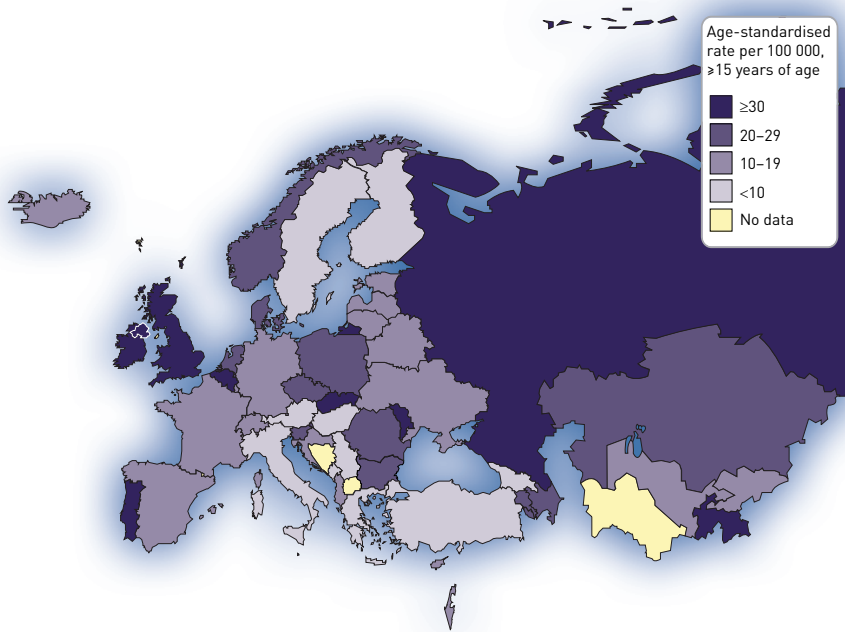 Age-standardised
rate per 100 000,
≥15 years of age
≥30
20–29
10–19
<10
No data